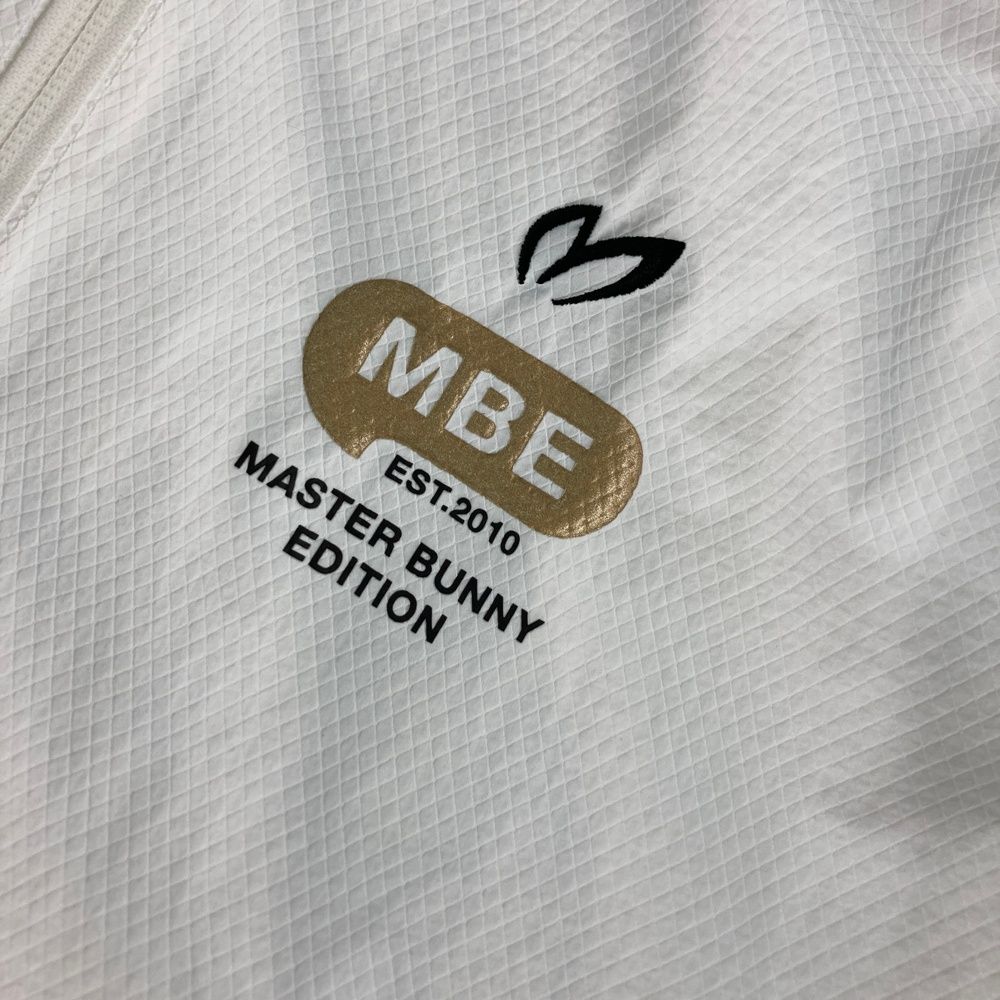 MBE
EST.2010
MASTER BUNNY
EDITION